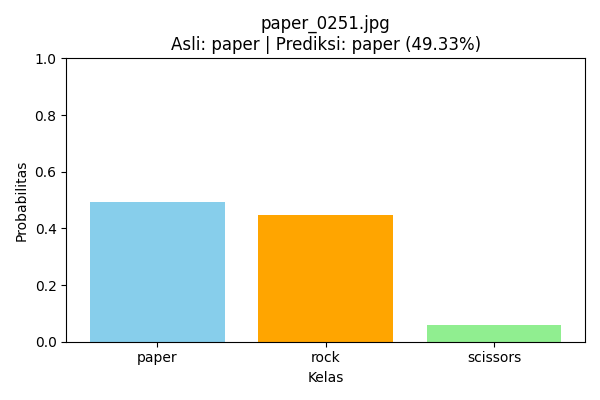 paper_0251.jpg
Asli: paper | Prediksi: paper (49.33%)
1.0
0.8
0.6
0.4
0.2
0.0
Probabilitas
paper rock scissors
Kelas